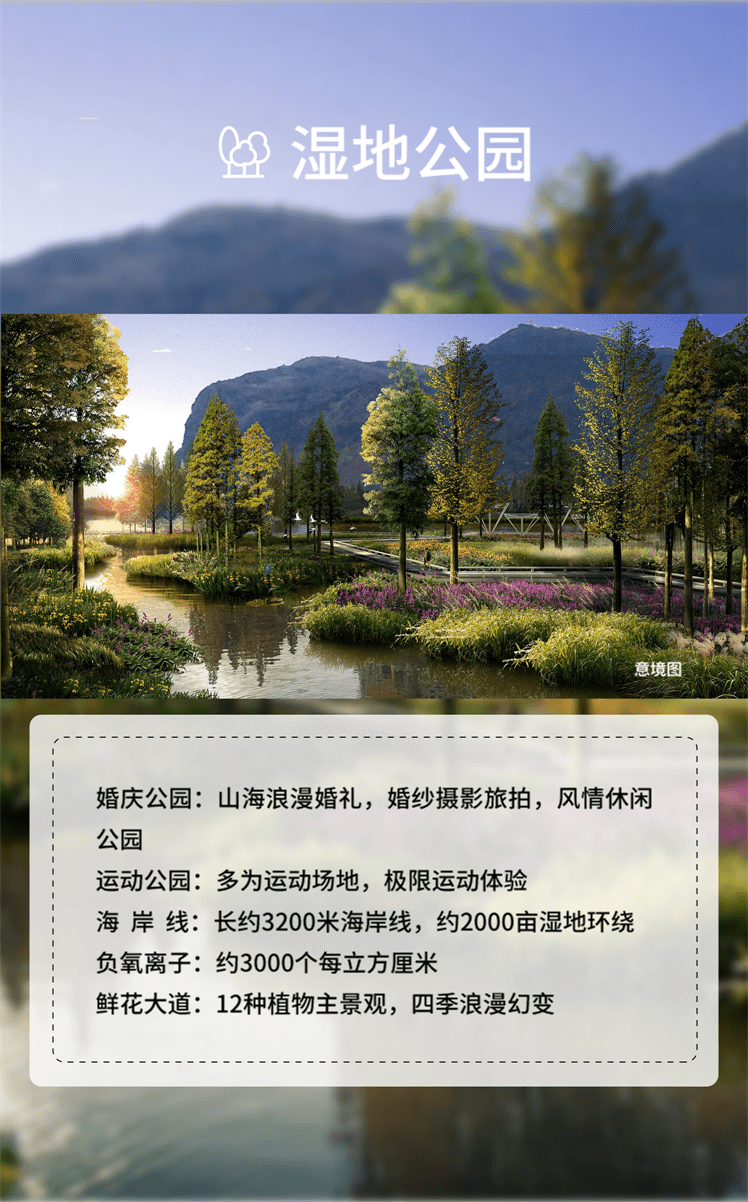 湿地公园
意境图
婚庆公园：山海浪漫婚礼，婚纱摄影旅拍，风情休闲
公园
运动公园：多为运动场地，极限运动体验
海 岸 线：长约3200米海岸线，约2000亩湿地环绕
负氧离子：约3000个每立方厘米
鲜花大道：12种植物主景观，四季浪漫幻变